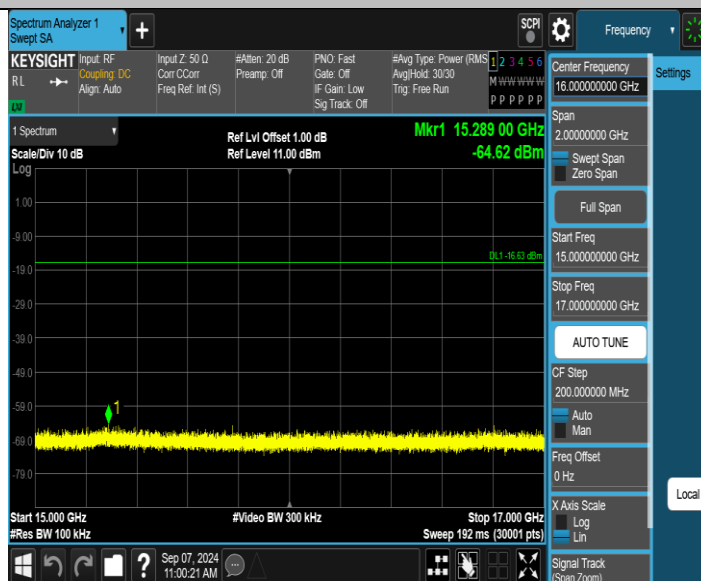 Spectrum Analyzer 1
Swept SA
+
SCPI
Frequency
KEYSIGHT
RL
Input: RF
Coupling: DC
Align: Auto
Input Z: 50 Ω
Corr CCorr
Freq Ref: Int (S)
#Atten: 20 dB
Preamp: Off
PNO: Fast
Gate: Off
IF Gain: Low
Sig Track: Off
#Avg Type: Power (RMS
Avg|Hold: 30/30
Trig: Free Run
1 2 3 4 5 6
M W W W W W
P P P P P P
1 Spectrum
Scale/Div 10 dB
Log
Ref Lvl Offset 1.00 dB
Ref Level 11.00 dBm
Mkr1 15.289 00 GHz
-64.62 dBm
1.00
-9.00
-19.0
-29.0
-39.0
-49.0
-59.0
-69.0
-79.0
DL1 -16.63 dBm
1
Start 15.000 GHz
#Res BW 100 kHz
#Video BW 300 kHz
Stop 17.000 GHz
Sweep 192 ms (30001 pts)
Center Frequency
16.000000000 GHz
Span
2.00000000 GHz
Swept Span
Zero Span
Full Span
Start Freq
15.000000000 GHz
Stop Freq
17.000000000 GHz
AUTO TUNE
CF Step
200.000000 MHz
Auto
Man
Freq Offset
0 Hz
X Axis Scale
Log
Lin
Signal Track
(Span Zoom)
Settings
Local
?
Sep 07, 2024
11:00:21 AM